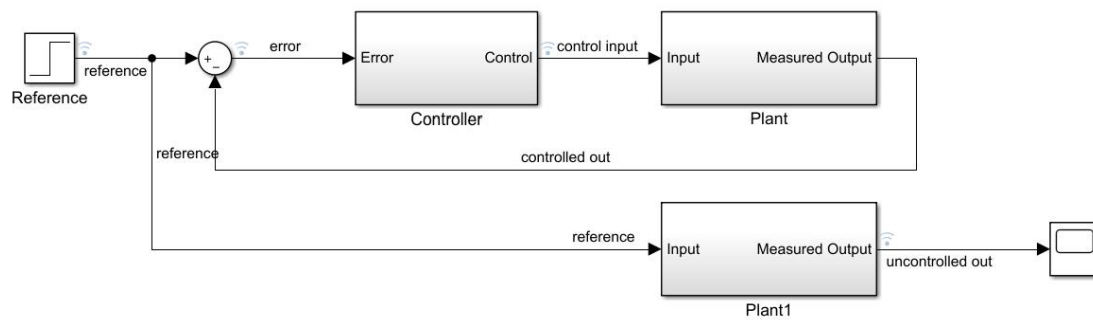 error
control input
Error
Control
Input
Measured Output
reference
+
−
Reference
Controller
Plant
reference
controlled out
reference
Input
Measured Output
uncontrolled out
Plant1